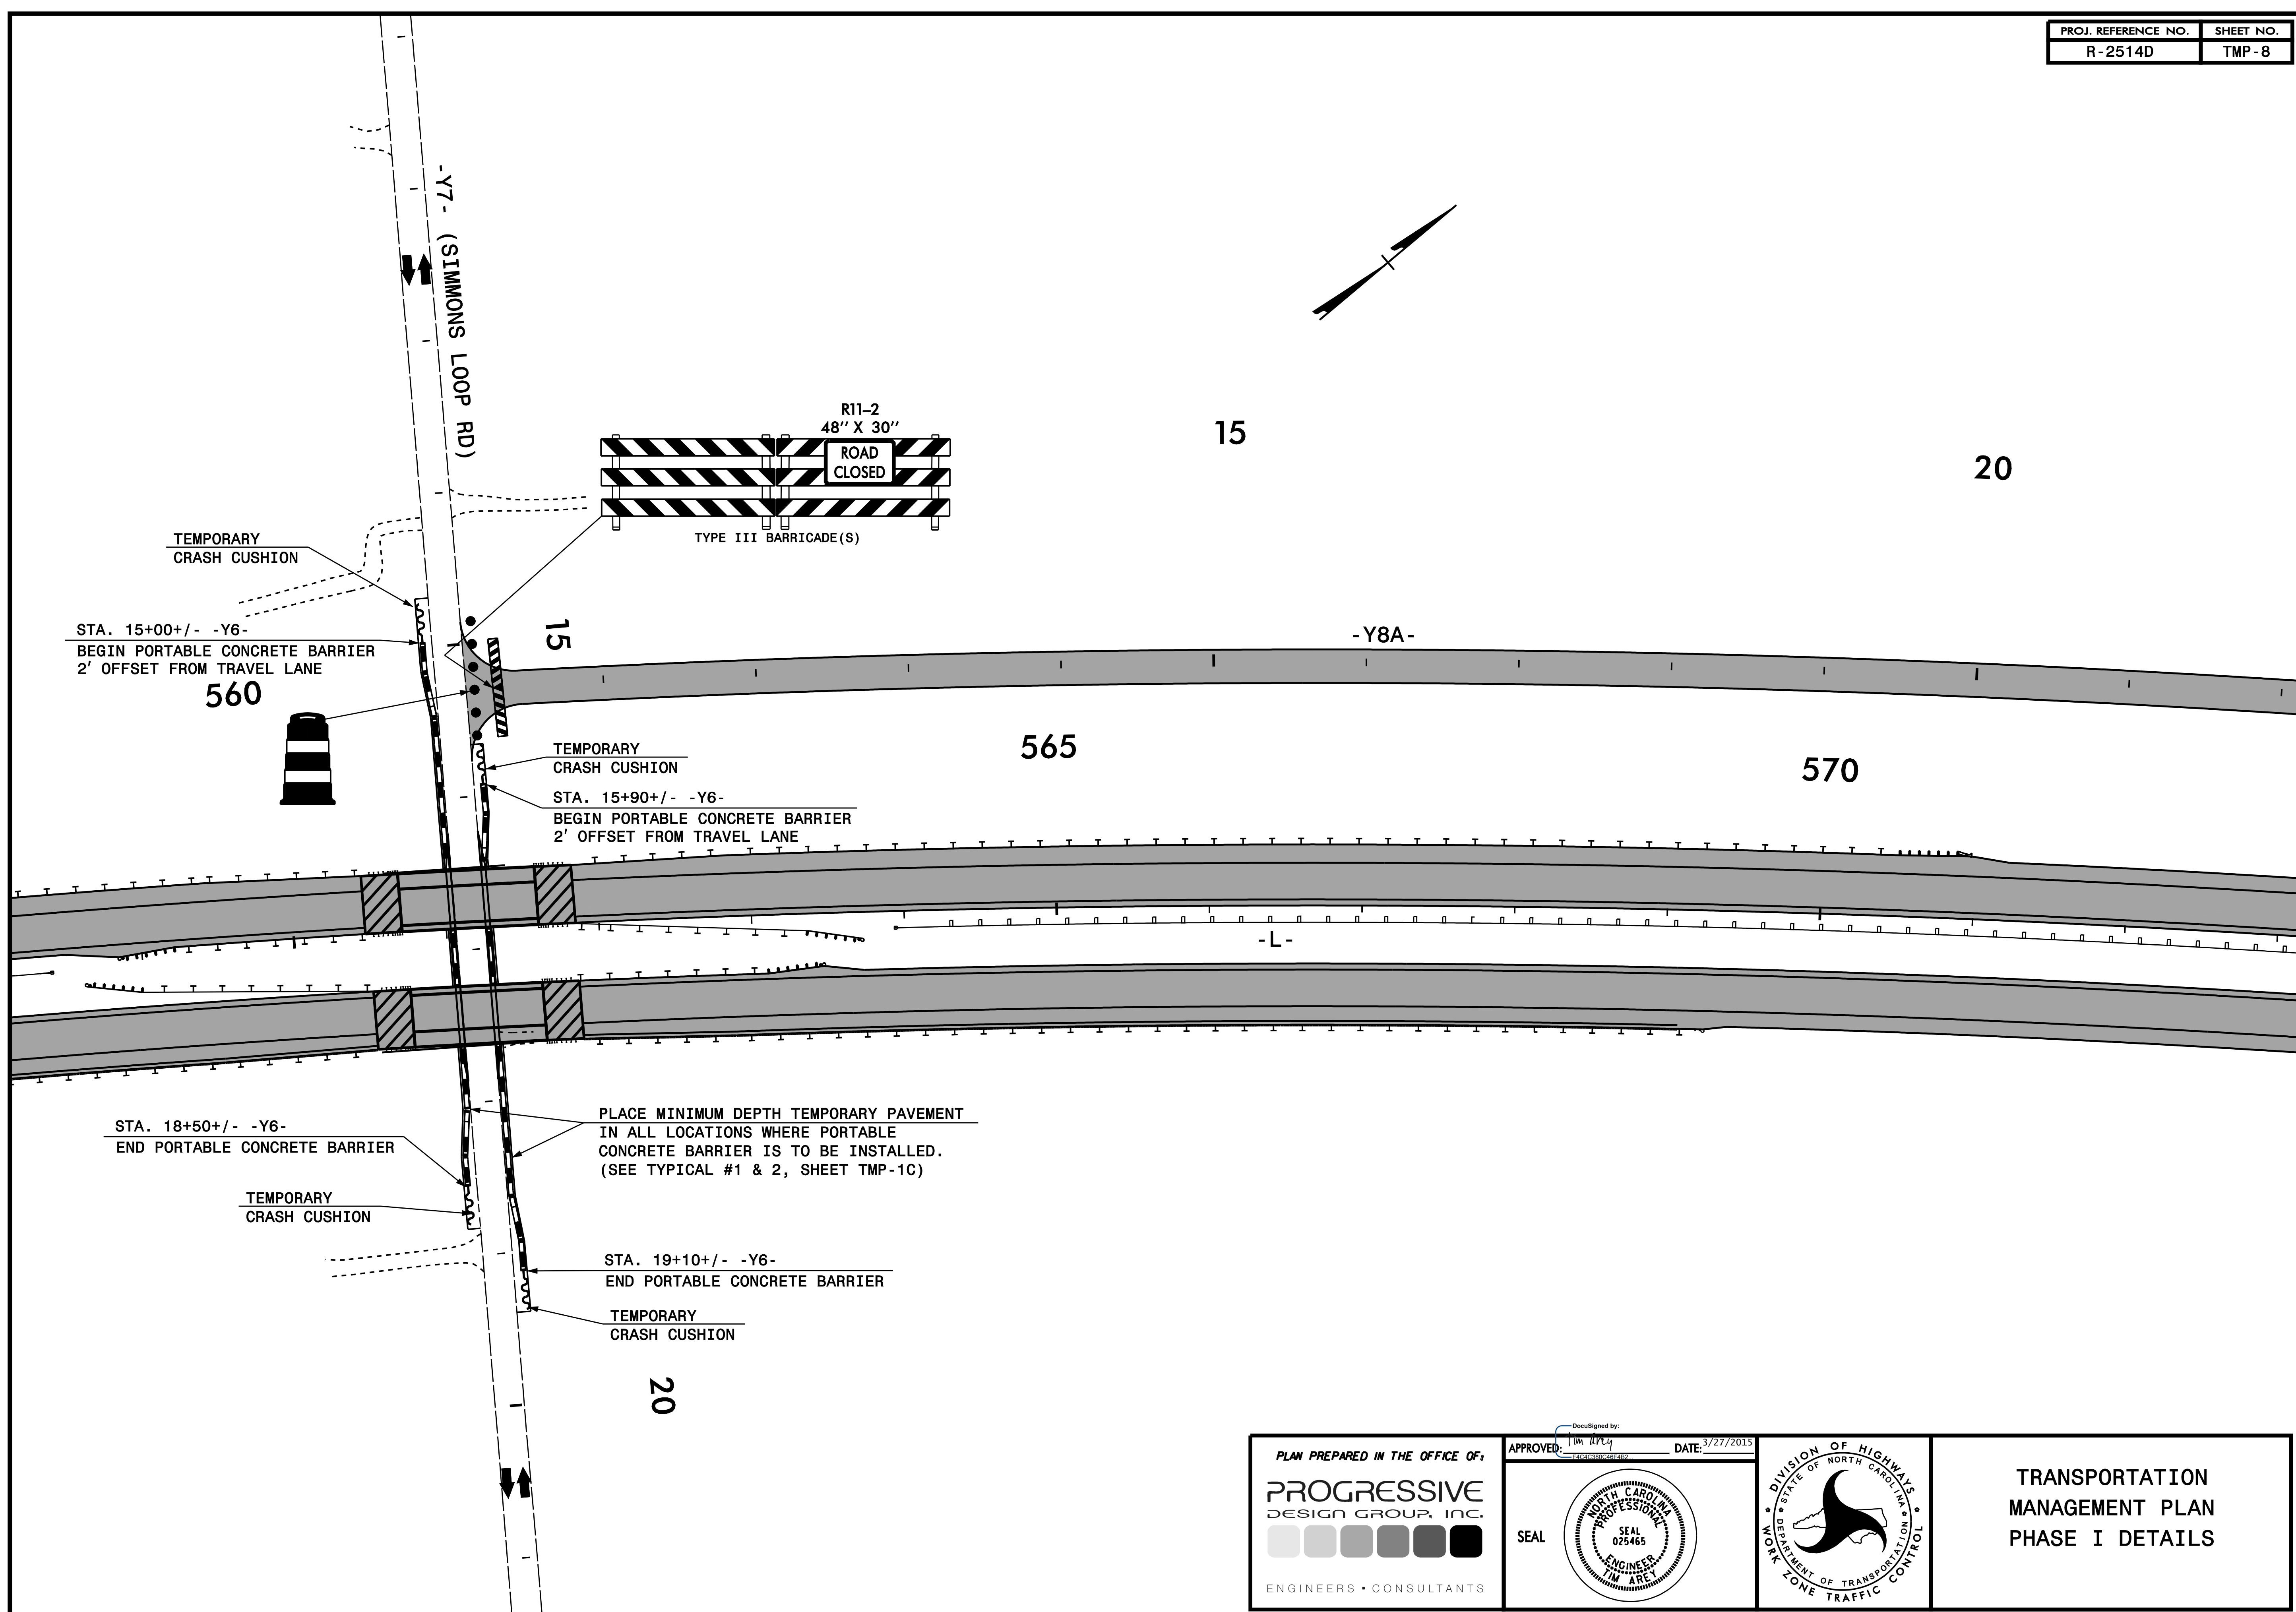 PROJ. REFERENCE NO.
SHEET NO.
R-2514D
TMP-8
-Y7- (SIMMONS LOOP RD)
R11-2
48" X 30"
ROAD
CLOSED
TYPE III BARRICADE(S)
15
20
TEMPORARY
CRASH CUSHION
STA. 15+00+/- -Y6-
BEGIN PORTABLE CONCRETE BARRIER
2' OFFSET FROM TRAVEL LANE
560
15
-Y8A-
565
570
TEMPORARY
CRASH CUSHION
STA. 15+90+/- -Y6-
BEGIN PORTABLE CONCRETE BARRIER
2' OFFSET FROM TRAVEL LANE
-L-
STA. 18+50+/- -Y6-
END PORTABLE CONCRETE BARRIER
PLACE MINIMUM DEPTH TEMPORARY PAVEMENT
IN ALL LOCATIONS WHERE PORTABLE
CONCRETE BARRIER IS TO BE INSTALLED.
(SEE TYPICAL #1 & 2, SHEET TMP-1C)
TEMPORARY
CRASH CUSHION
STA. 19+10+/- -Y6-
END PORTABLE CONCRETE BARRIER
TEMPORARY
CRASH CUSHION
20
PLAN PREPARED IN THE OFFICE OF:
PROGRESSIVE
DESIGN GROUP, INC.
ENGINEERS • CONSULTANTS
DocuSigned by:
APPROVED: Tim Arey
DATE: 3/27/2015
F4C4C380C46F4B2...
SEAL
NORTH CAROLINA
PROFESSIONAL
SEAL
025465
ENGINEER
TIM AREY
DIVISION OF HIGHWAYS
STATE OF NORTH CAROLINA
DEPARTMENT OF TRANSPORTATION
WORK ZONE TRAFFIC CONTROL
TRANSPORTATION
MANAGEMENT PLAN
PHASE I DETAILS